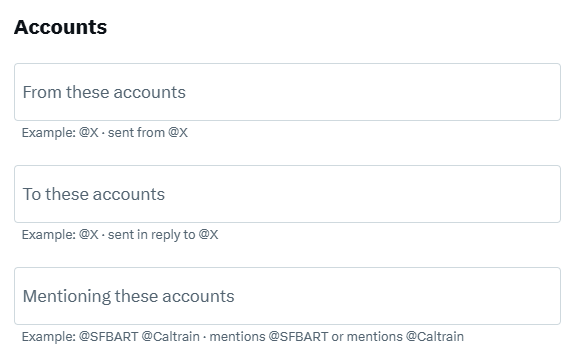 Accounts
From these accounts
Example: @X · sent from @X
To these accounts
Example: @X · sent in reply to @X
Mentioning these accounts
Example: @SFBART @Caltrain · mentions @SFBART or mentions @Caltrain